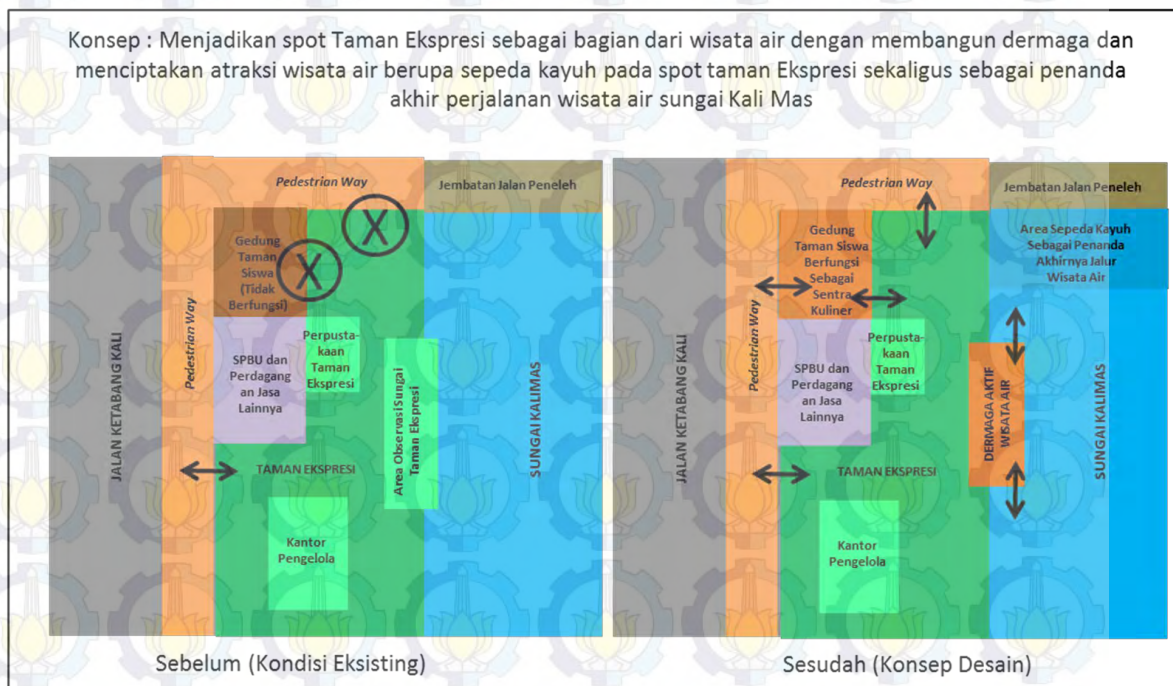 Konsep : Menjadikan spot Taman Ekspresi sebagai bagian dari wisata air dengan membangun dermaga dan
menciptakan atraksi wisata air berupa sepeda kayuh pada spot taman Ekspresi sekaligus sebagai penanda
akhir perjalanan wisata air sungai Kali Mas
Pedestrian Way
Jembatan Jalan Peneleh
Gedung
Taman
Siswa
(Tidak
Berfungsi)
X
X
JALAN KETABANG KALI
Pedestrian Way
SPBU dan
Perdagang
an Jasa
Lainnya
Perpusta-
kaan
Taman
Ekspresi
Area Observasi Sungai
Taman Ekspresi
SUNGAI KALIMAS
TAMAN EKSPRESI
Kantor
Pengelola
Sebelum (Kondisi Eksisting)
Pedestrian Way
Jembatan Jalan Peneleh
Gedung
Taman Siswa
Berfungsi
Sebagai
Sentra
Kuliner
Area Sepeda Kayuh
Sebagai Penanda
Akhirnya Jalur
Wisata Air
JALAN KETABANG KALI
Pedestrian Way
SPBU dan
Perdagang
an Jasa
Lainnya
Perpusta-
kaan
Taman
Ekspresi
DERMAGA AKTIF
WISATA AIR
SUNGAI KALIMAS
TAMAN EKSPRESI
Kantor
Pengelola
Sesudah (Konsep Desain)